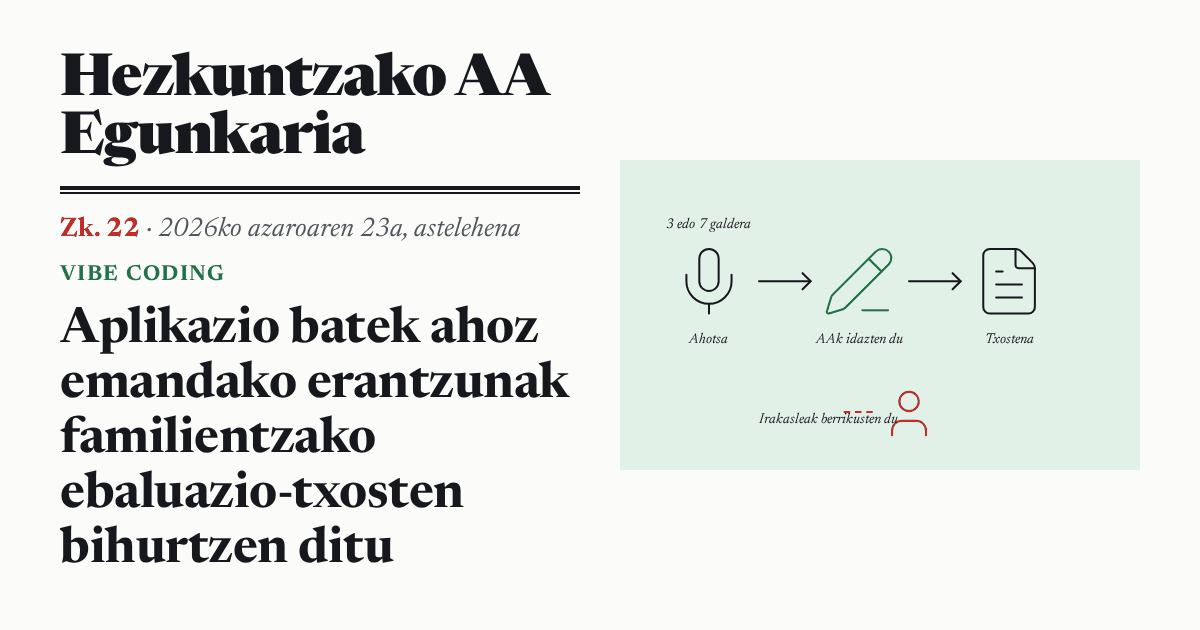 Hezkuntzako AA
Egunkaria
Zk. 22 · 2026ko azaroaren 23a, astelehena
VIBE CODING
Aplikazio batek ahoz
emandako erantzunak
familientzako
ebaluazio-txosten
bihurtzen ditu
3 edo 7 galdera
Ahotsa
AAk idazten du
Txostena
Irakasleak berrikusten du